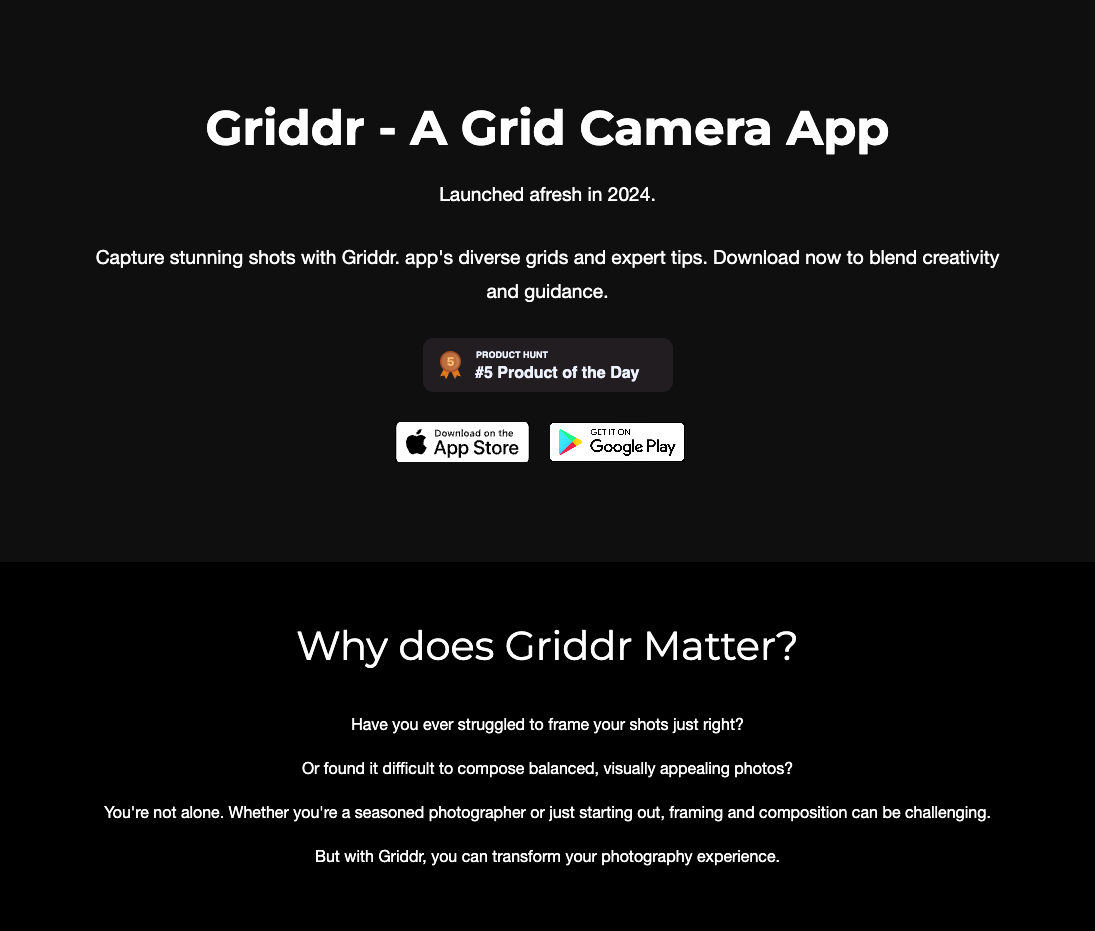 Griddr - A Grid Camera App
Launched afresh in 2024.
Capture stunning shots with Griddr. app's diverse grids and expert tips. Download now to blend creativity
and guidance.
5
PRODUCT HUNT
#5 Product of the Day
Download on the
App Store
GET IT ON
Google Play
Why does Griddr Matter?
Have you ever struggled to frame your shots just right?
Or found it difficult to compose balanced, visually appealing photos?
You're not alone. Whether you're a seasoned photographer or just starting out, framing and composition can be challenging.
But with Griddr, you can transform your photography experience.